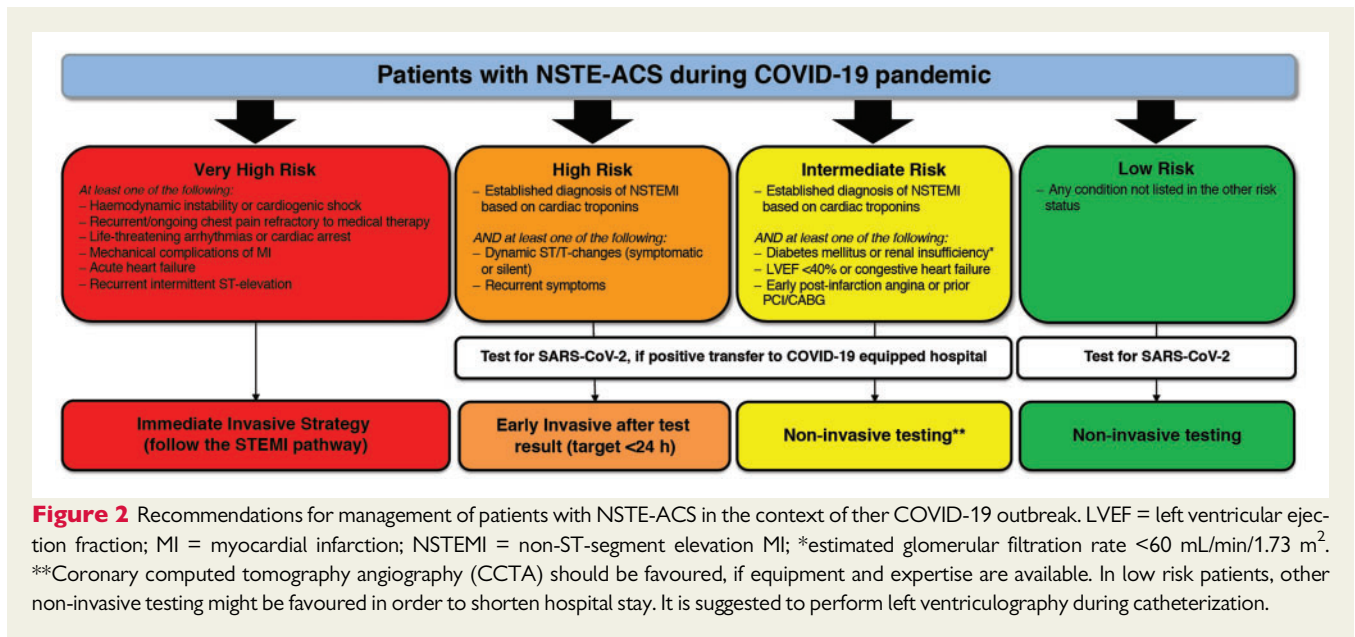 Patients with NSTE-ACS during COVID-19 pandemic
Very High Risk
At least one of the following:
– Haemodynamic instability or cardiogenic shock
– Recurrent/ongoing chest pain refractory to medical therapy
– Life-threatening arrhythmias or cardiac arrest
– Mechanical complications of MI
– Acute heart failure
– Recurrent intermittent ST-elevation
High Risk
– Established diagnosis of NSTEMI
based on cardiac troponins
AND at least one of the following:
– Dynamic ST/T-changes (symptomatic
or silent)
– Recurrent symptoms
Intermediate Risk
– Established diagnosis of NSTEMI
based on cardiac troponins
AND at least one of the following:
– Diabetes mellitus or renal insufficiency*
– LVEF <40% or congestive heart failure
– Early post-infarction angina or prior
PCI/CABG
Low Risk
– Any condition not listed in the other risk
status
Test for SARS-CoV-2, if positive transfer to COVID-19 equipped hospital
Test for SARS-CoV-2
Immediate Invasive Strategy
(follow the STEMI pathway)
Early Invasive after test
result (target <24 h)
Non-invasive testing**
Non-invasive testing
Figure 2 Recommendations for management of patients with NSTE-ACS in the context of ther COVID-19 outbreak. LVEF = left ventricular ejec-
tion fraction; MI = myocardial infarction; NSTEMI = non-ST-segment elevation MI; *estimated glomerular filtration rate <60 mL/min/1.73 m².
**Coronary computed tomography angiography (CCTA) should be favoured, if equipment and expertise are available. In low risk patients, other
non-invasive testing might be favoured in order to shorten hospital stay. It is suggested to perform left ventriculography during catheterization.